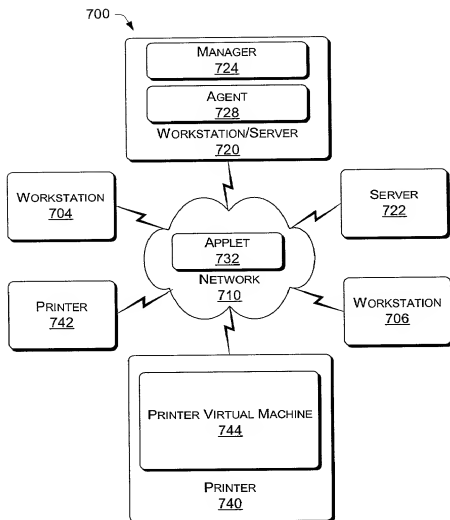 700
MANAGER
724
AGENT
728
WORKSTATION/SERVER
720
WORKSTATION
704
SERVER
722
APPLET
732
NETWORK
710
PRINTER
742
WORKSTATION
706
PRINTER VIRTUAL MACHINE
744
PRINTER
740